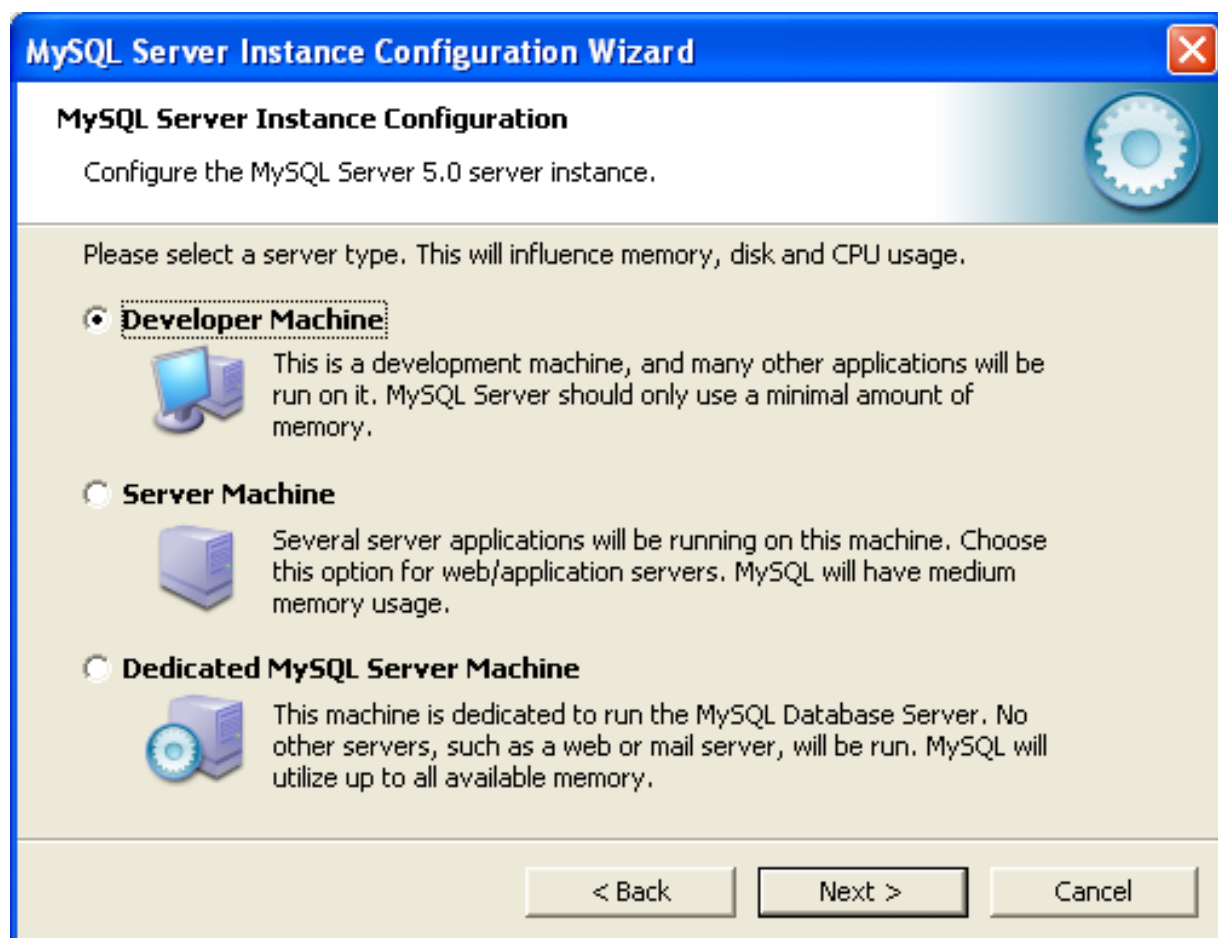 MySQL Server Instance Configuration Wizard
MySQL Server Instance Configuration
Configure the MySQL Server 5.0 server instance.
Please select a server type. This will influence memory, disk and CPU usage.
Developer Machine
This is a development machine, and many other applications will be
run on it. MySQL Server should only use a minimal amount of
memory.
Server Machine
Several server applications will be running on this machine. Choose
this option for web/application servers. MySQL will have medium
memory usage.
Dedicated MySQL Server Machine
This machine is dedicated to run the MySQL Database Server. No
other servers, such as a web or mail server, will be run. MySQL will
utilize up to all available memory.
< Back Next > Cancel